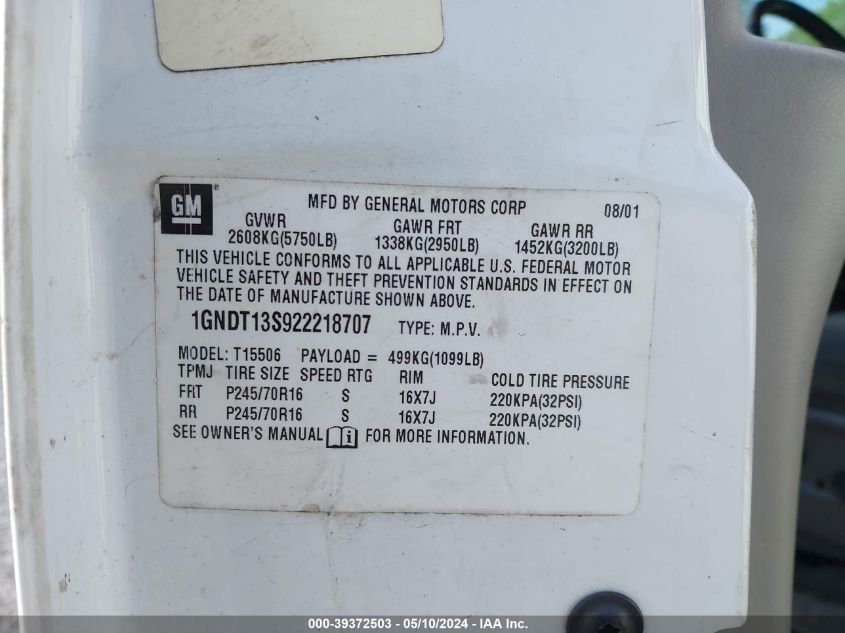 GM MFD BY GENERAL MOTORS CORP 08/01
GVWR GAWR FRT GAWR RR
2608KG(5750LB) 1338KG(2950LB) 1452KG(3200LB)
THIS VEHICLE CONFORMS TO ALL APPLICABLE U.S. FEDERAL MOTOR
VEHICLE SAFETY AND THEFT PREVENTION STANDARDS IN EFFECT ON
THE DATE OF MANUFACTURE SHOWN ABOVE.
1GNDT13S922218707 TYPE: M.P.V.
MODEL: T15506 PAYLOAD = 499KG(1099LB)
TPMJ TIRE SIZE SPEED RTG RIM COLD TIRE PRESSURE
FRT P245/70R16 S 16X7J 220KPA(32PSI)
RR P245/70R16 S 16X7J 220KPA(32PSI)
SEE OWNER'S MANUAL FOR MORE INFORMATION.
000-39372503 - 05/10/2024 - IAA Inc.